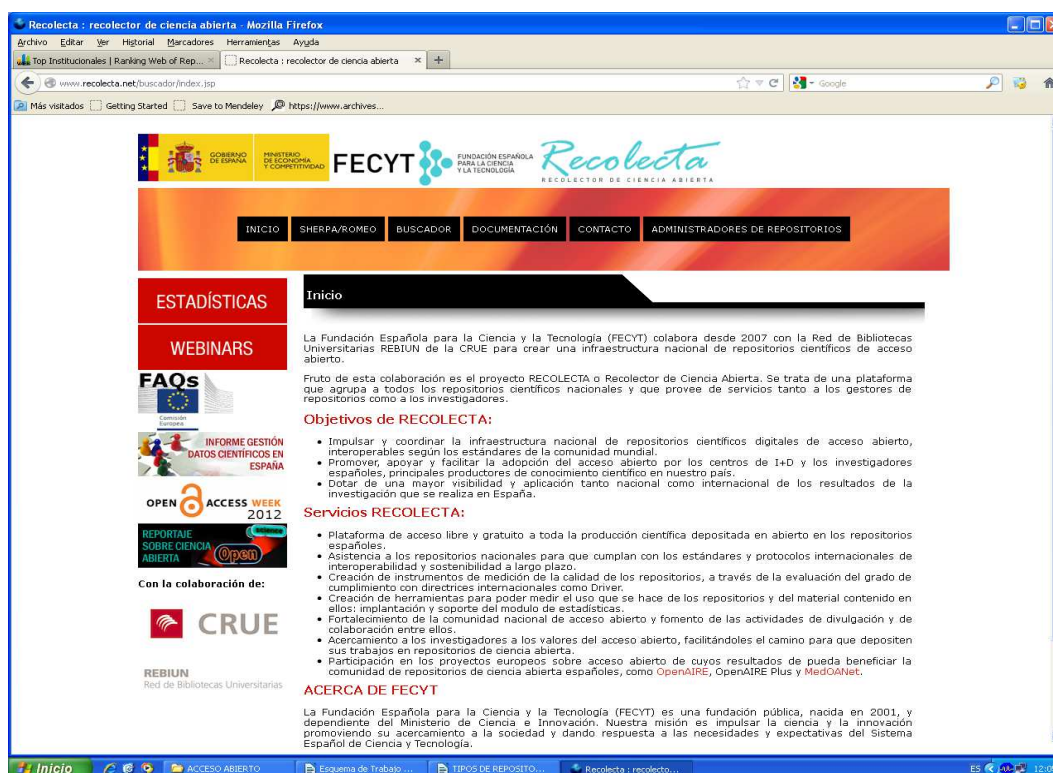 Recolecta : recolector de ciencia abierta - Mozilla Firefox
Archivo Editar Ver Historial Marcadores Herramientas Ayuda
Top Institucionales | Ranking Web of Rep... × Recolecta : recolector de ciencia abierta × +
www.recolecta.net/buscador/index.jsp Google
Más visitados Getting Started Save to Mendeley https://www.archives...
GOBIERNO DE ESPAÑA
MINISTERIO DE ECONOMÍA Y COMPETITIVIDAD
FECYT
FUNDACIÓN ESPAÑOLA PARA LA CIENCIA Y LA TECNOLOGÍA
Recolecta
RECOLECTOR DE CIENCIA ABIERTA
INICIO SHERPA/ROMEO BUSCADOR DOCUMENTACIÓN CONTACTO ADMINISTRADORES DE REPOSITORIOS
ESTADÍSTICAS
WEBINARS
FAQs
Comisión
Europea
INFORME GESTIÓN
DATOS CIENTÍFICOS EN
ESPAÑA
OPEN ACCESS WEEK
2012
REPORTAJE
SOBRE CIENCIA
ABIERTA
science
Open
Con la colaboración de:
CRUE
REBIUN
Red de Bibliotecas Universitarias
Inicio
La Fundación Española para la Ciencia y la Tecnología (FECYT) colabora desde 2007 con la Red de Bibliotecas
Universitarias REBIUN de la CRUE para crear una infraestructura nacional de repositorios científicos de acceso
abierto.
Fruto de esta colaboración es el proyecto RECOLECTA o Recolector de Ciencia Abierta. Se trata de una plataforma
que agrupa a todos los repositorios científicos nacionales y que provee de servicios tanto a los gestores de
repositorios como a los investigadores.
Objetivos de RECOLECTA:
• Impulsar y coordinar la infraestructura nacional de repositorios científicos digitales de acceso abierto,
interoperables según los estándares de la comunidad mundial.
• Promover, apoyar y facilitar la adopción del acceso abierto por los centros de I+D y los investigadores
españoles, principales productores de conocimiento científico en nuestro país.
• Dotar de una mayor visibilidad y aplicación tanto nacional como internacional de los resultados de la
investigación que se realiza en España.
Servicios RECOLECTA:
• Plataforma de acceso libre y gratuito a toda la producción científica depositada en abierto en los repositorios
españoles.
• Asistencia a los repositorios nacionales para que cumplan con los estándares y protocolos internacionales de
interoperabilidad y sostenibilidad a largo plazo.
• Creación de instrumentos de medición de la calidad de los repositorios, a través de la evaluación del grado de
cumplimiento con directrices internacionales como Driver.
• Creación de herramientas para poder medir el uso que se hace de los repositorios y del material contenido en
ellos: implantación y soporte del modulo de estadísticas.
• Fortalecimiento de la comunidad nacional de acceso abierto y fomento de las actividades de divulgación y de
colaboración entre ellos.
• Acercamiento a los investigadores a los valores del acceso abierto, facilitándoles el camino para que depositen
sus trabajos en repositorios de ciencia abierta.
• Participación en los proyectos europeos sobre acceso abierto de cuyos resultados de pueda beneficiar la
comunidad de repositorios de ciencia abierta españoles, como OpenAIRE, OpenAIRE Plus y MedOANet.
ACERCA DE FECYT
La Fundación Española para la Ciencia y la Tecnología (FECYT) es una fundación pública, nacida en 2001, y
dependiente del Ministerio de Ciencia e Innovación. Nuestra misión es impulsar la ciencia y la innovación
promoviendo su acercamiento a la sociedad y dando respuesta a las necesidades y expectativas del Sistema
Español de Ciencia y Tecnología.
Inicio ACCESO ABIERTO Esquema de Trabajo ... TIPOS DE REPOSITO... Recolecta : recolecto... ES